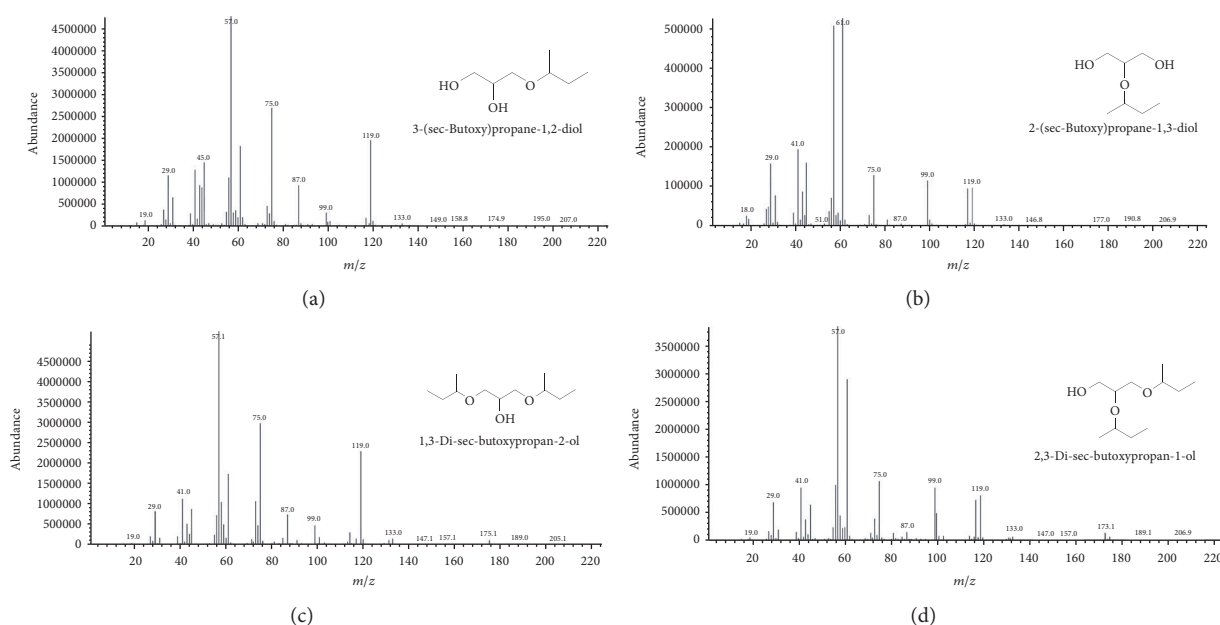 4500000
4000000
3500000
3000000
2500000
2000000
1500000
1000000
500000
0
Abundance
57.0
75.0
119.0
45.0
29.0
87.0
99.0
19.0
133.0
149.0
158.8
174.9
195.0
207.0
HO
OH
O
3-(sec-Butoxy)propane-1,2-diol
20 40 60 80 100 120 140 160 180 200 220
m/z
(a)
500000
400000
300000
200000
100000
0
Abundance
61.0
41.0
29.0
75.0
99.0
119.0
18.0
51.0
87.0
133.0
146.8
177.0
190.8
206.9
HO
OH
O
2-(sec-Butoxy)propane-1,3-diol
20 40 60 80 100 120 140 160 180 200 220
m/z
(b)
4500000
4000000
3500000
3000000
2500000
2000000
1500000
1000000
500000
0
Abundance
57.1
75.0
119.0
41.0
29.0
87.0
99.0
19.0
133.0
147.1
157.1
175.1
189.0
205.1
O
OH
O
1,3-Di-sec-butoxypropan-2-ol
20 40 60 80 100 120 140 160 180 200 220
m/z
(c)
3500000
3000000
2500000
2000000
1500000
1000000
500000
0
Abundance
57.0
75.0
41.0
99.0
29.0
119.0
87.0
19.0
133.0
147.0
157.0
173.1
189.1
206.9
HO
O
O
2,3-Di-sec-butoxypropan-1-ol
20 40 60 80 100 120 140 160 180 200 220
m/z
(d)